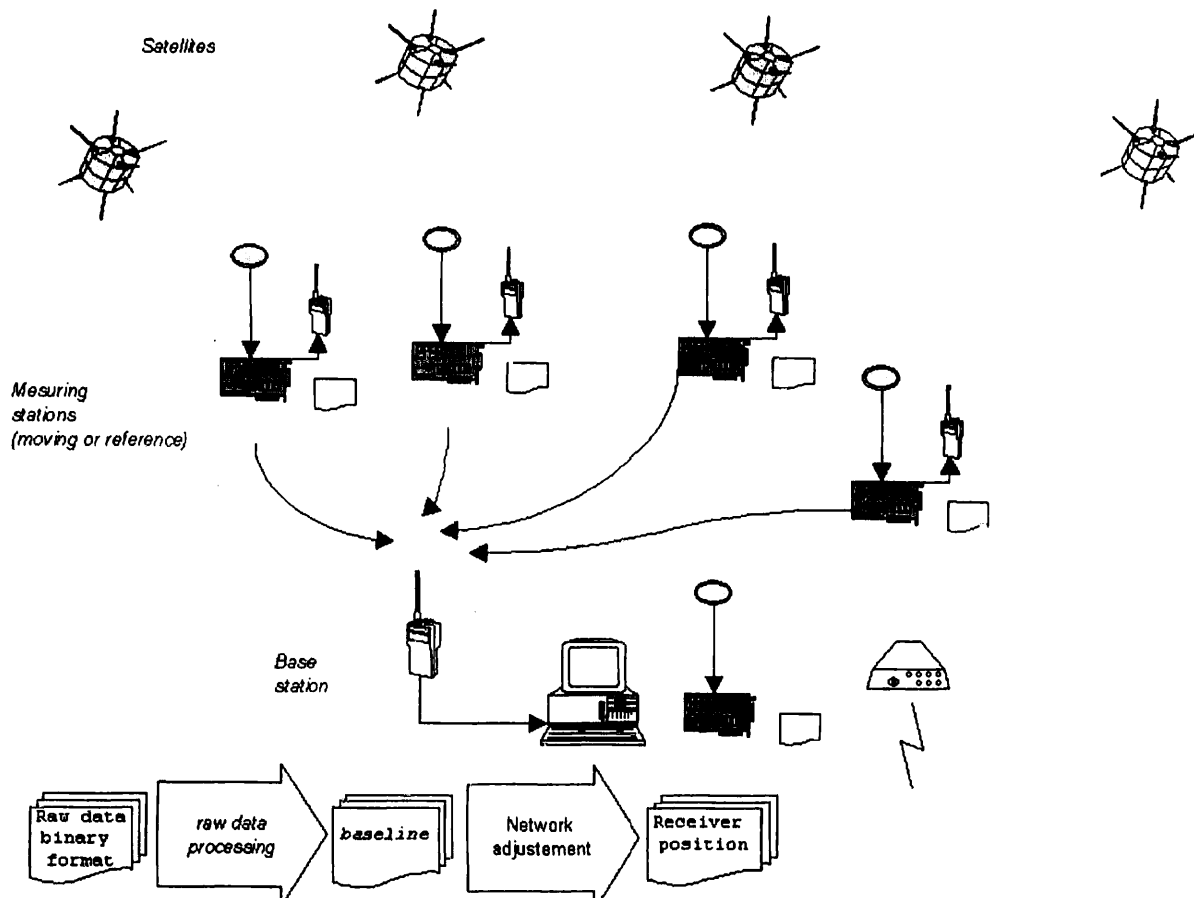 Satellites
Mesuring
stations
(moving or reference)
Base
station
Raw data
binary
format
raw data
processing
baseline
Network
adjustement
Receiver
position